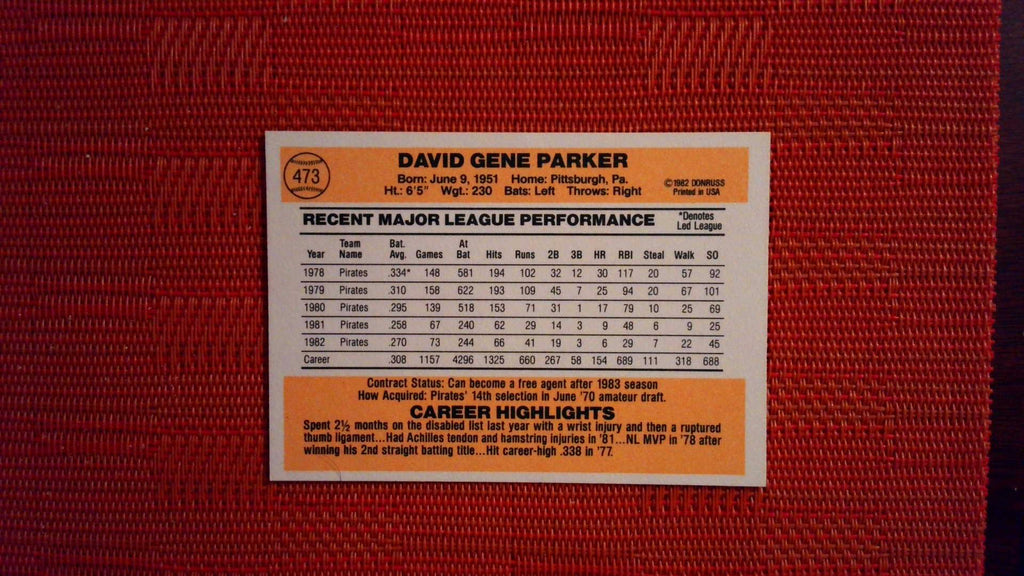 473
DAVID GENE PARKER
Born: June 9, 1951 Home: Pittsburgh, Pa.
Ht.: 6'5" Wgt.: 230 Bats: Left Throws: Right
©1982 DONRUSS
Printed in USA
RECENT MAJOR LEAGUE PERFORMANCE
*Denotes
Led League
Year Team Name Bat. Avg. Games At Bat Hits Runs 2B 3B HR RBI Steal Walk SO
1978 Pirates .334* 148 581 194 102 32 12 30 117 20 57 92
1979 Pirates .310 158 622 193 109 45 7 25 94 20 67 101
1980 Pirates .295 139 518 153 71 31 1 17 79 10 25 69
1981 Pirates .258 67 240 62 29 14 3 9 48 6 9 25
1982 Pirates .270 73 244 66 41 19 3 6 29 7 22 45
Career .308 1157 4296 1325 660 267 58 154 689 111 318 688
Contract Status: Can become a free agent after 1983 season
How Acquired: Pirates' 14th selection in June '70 amateur draft.
CAREER HIGHLIGHTS
Spent 2½ months on the disabled list last year with a wrist injury and then a ruptured
thumb ligament...Had Achilles tendon and hamstring injuries in '81...NL MVP in '78 after
winning his 2nd straight batting title...Hit career-high .338 in '77.